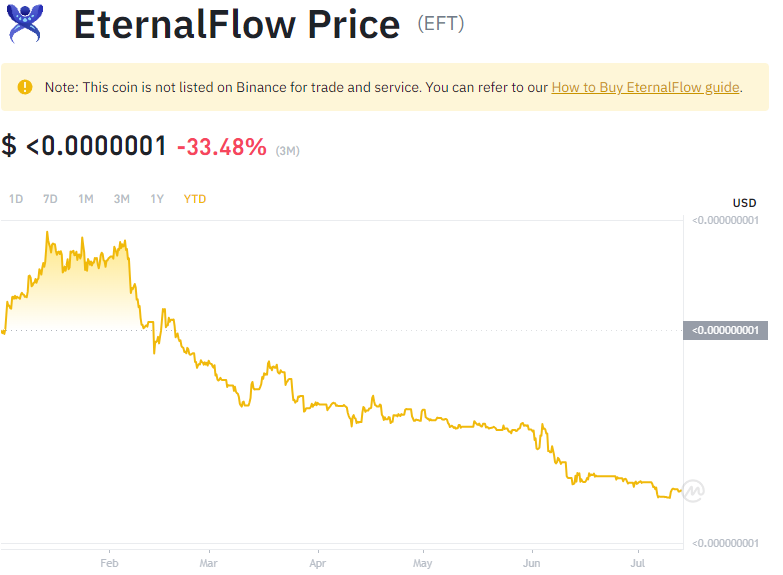 EternalFlow Price (EFT)
Note: This coin is not listed on Binance for trade and service. You can refer to our How to Buy EternalFlow guide.
$ <0.0000001 -33.48% (3M)
1D 7D 1M 3M 1Y YTD
USD
<0.000000001
<0.000000001
<0.000000001
Feb Mar Apr May Jun Jul